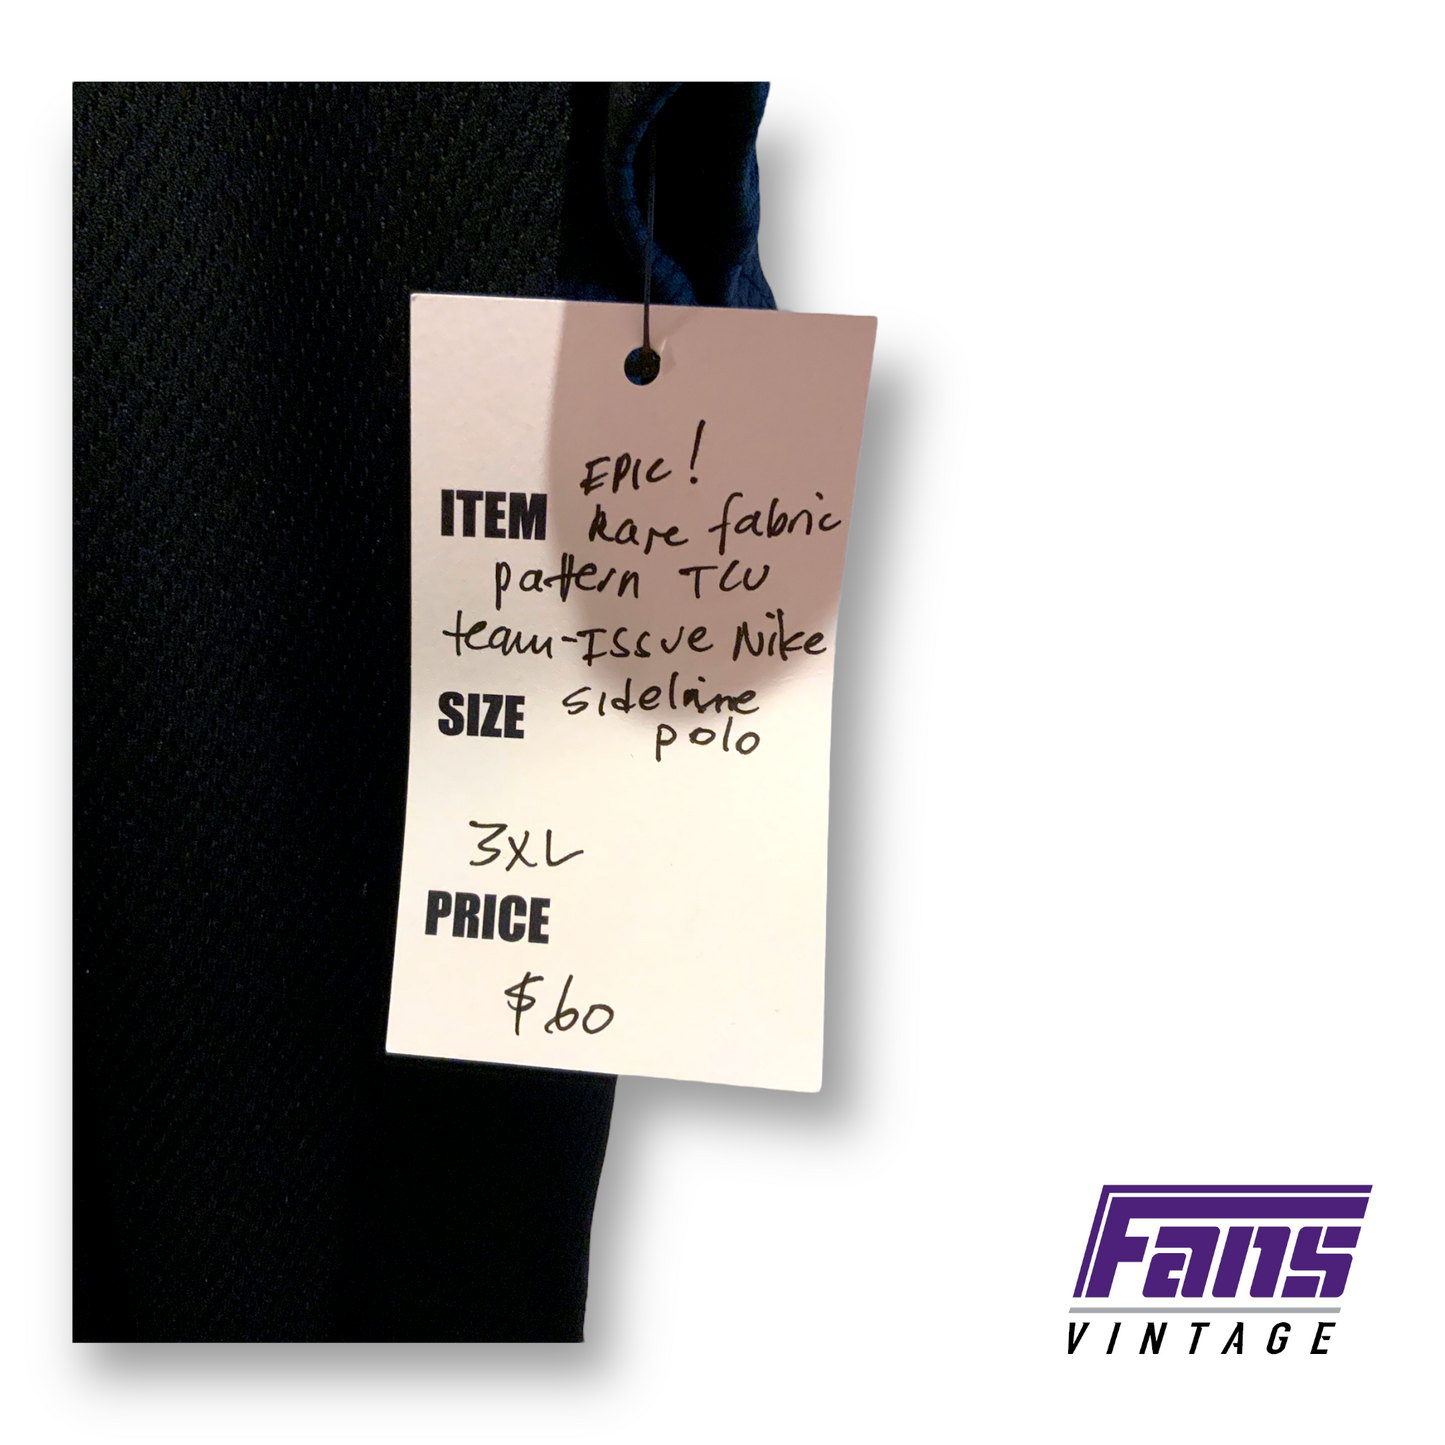 EPIC!
ITEM Rare fabric
pattern TCU
team-Issue Nike
SIZE sideline
polo
3XL
PRICE
$60
Fans
VINTAGE